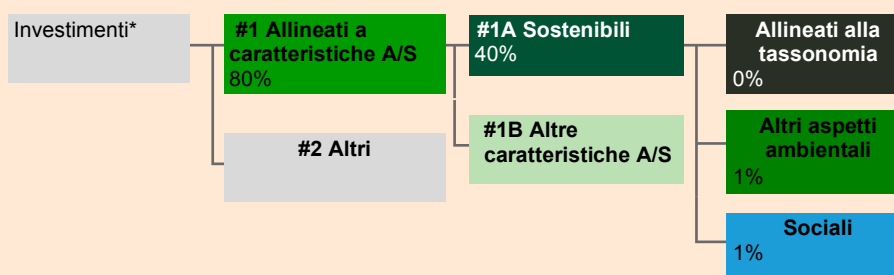 Investimenti*
#1 Allineati a
caratteristiche A/S
80%
#2 Altri
#1A Sostenibili
40%
#1B Altre
caratteristiche A/S
Allineati alla
tassonomia
0%
Altri aspetti
ambientali
1%
Sociali
1%